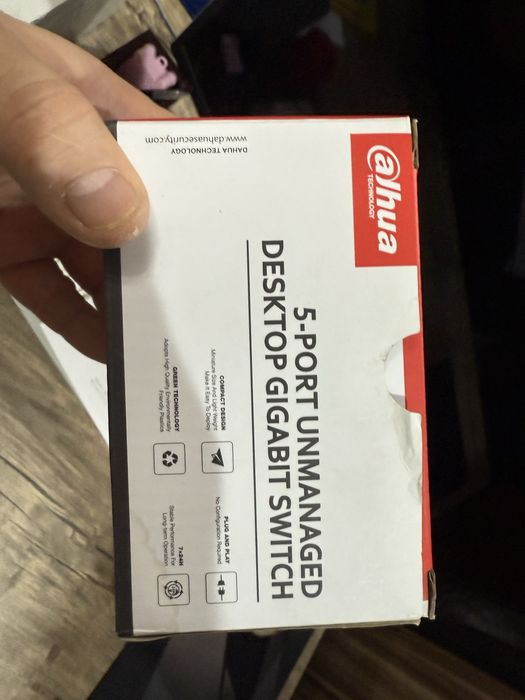 alhua
TECHNOLOGY
5-PORT UNMANAGED
DESKTOP GIGABIT SWITCH
COMPACT DESIGN
Miniature Size And Light Weight
Make It Easy To Deploy
PLUG AND PLAY
No Configuration Required
GREEN TECHNOLOGY
Adopts High Quality Environmentally
Friendly Plastics
7x24H
Stable Performance For
Long-term Operation
DAHUA TECHNOLOGY
www.dahuasecurity.com